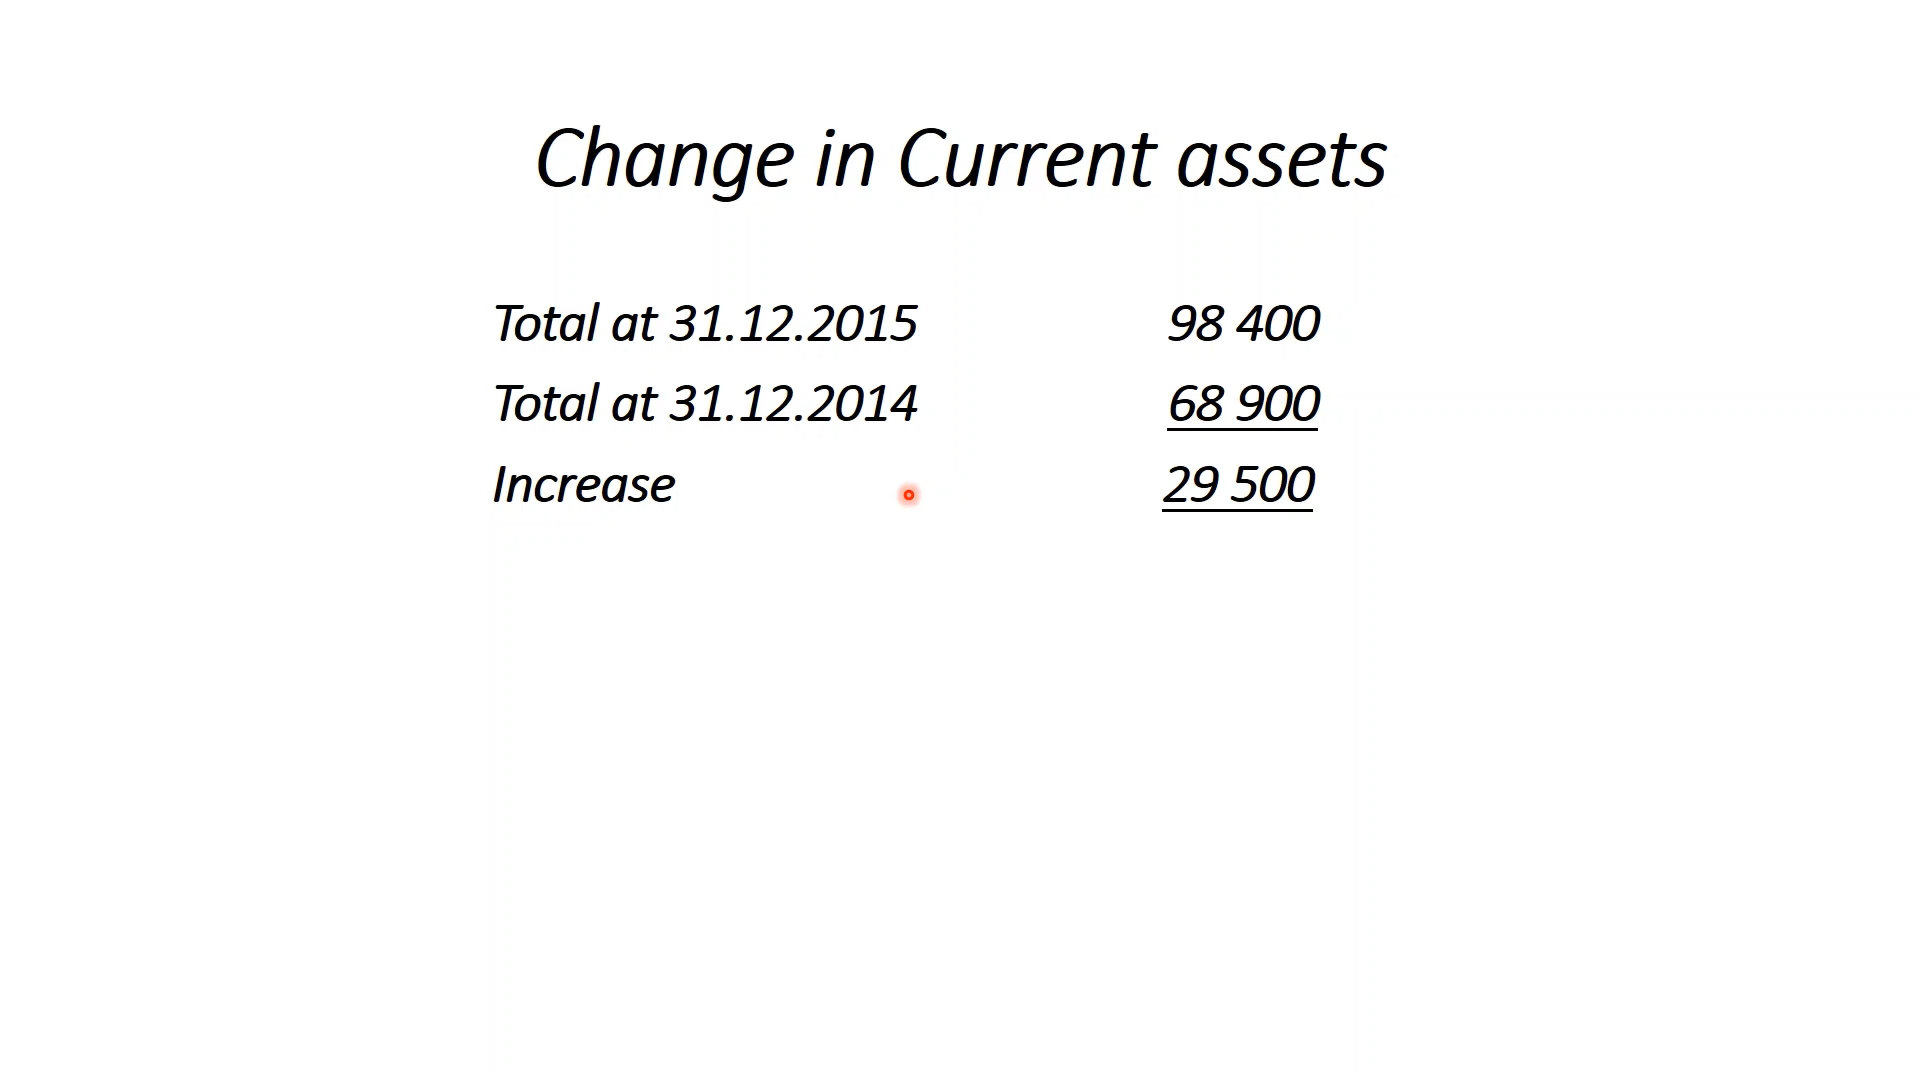 Change in Current assets
Total at 31.12.2015 98 400
Total at 31.12.2014 68 900
Increase 29 500